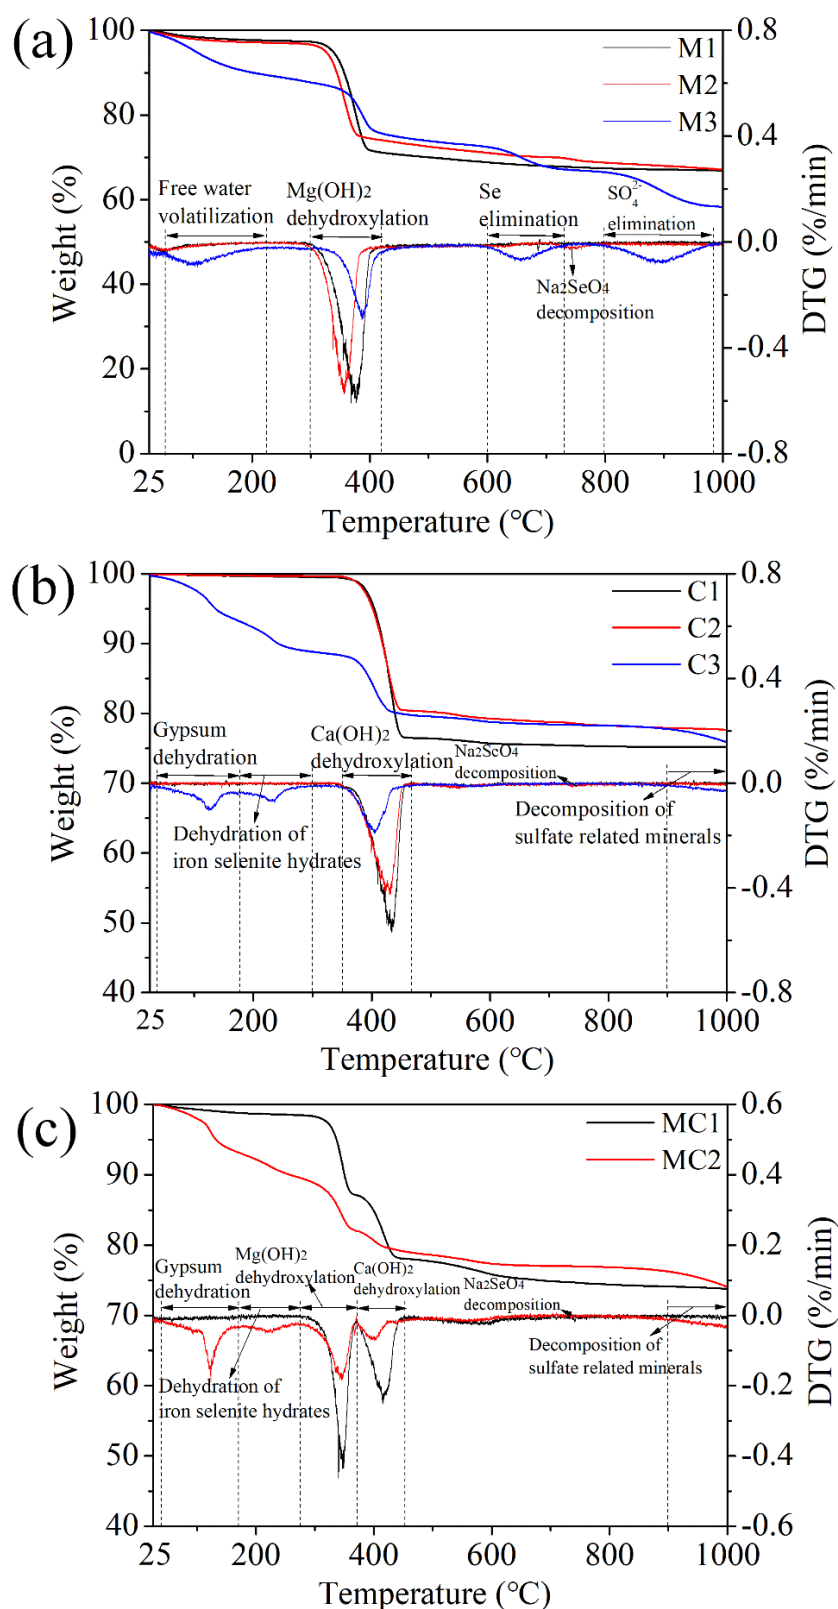 (a)
100
80
60
40
20
0
Weight (%)
0.8
0.4
0.0
-0.4
-0.8
DTG (%/min)
M1
M2
M3
Free water
volatilization
Mg(OH)2
dehydroxylation
Se
elimination
SO₄²⁻
elimination
Na2SeO4
decomposition
25 200 400 600 800 1000
Temperature (℃)
(b)
100
90
80
70
60
50
40
Weight (%)
0.8
0.4
0.0
-0.4
-0.8
DTG (%/min)
C1
C2
C3
Gypsum
dehydration
Ca(OH)2
dehydroxylation
Na2SeO4
decomposition
Dehydration of
iron selenite hydrates
Decomposition of
sulfate related minerals
25 200 400 600 800 1000
Temperature (℃)
(c)
100
90
80
70
60
50
40
Weight (%)
0.6
0.4
0.2
0.0
-0.2
-0.4
-0.6
DTG (%/min)
MC1
MC2
Gypsum
dehydration
Mg(OH)2
dehydroxylation
Ca(OH)2
dehydroxylation
Na2SeO4
decomposition
Dehydration of
iron selenite hydrates
Decomposition of
sulfate related minerals
25 200 400 600 800 1000
Temperature (℃)